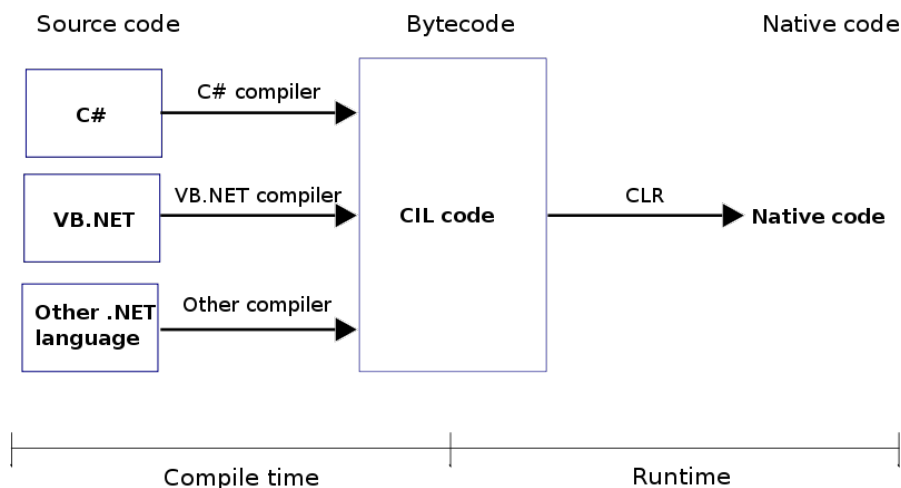 Source code
Bytecode
Native code
C#
C# compiler
VB.NET
VB.NET compiler
CIL code
CLR
Native code
Other .NET
language
Other compiler
Compile time
Runtime